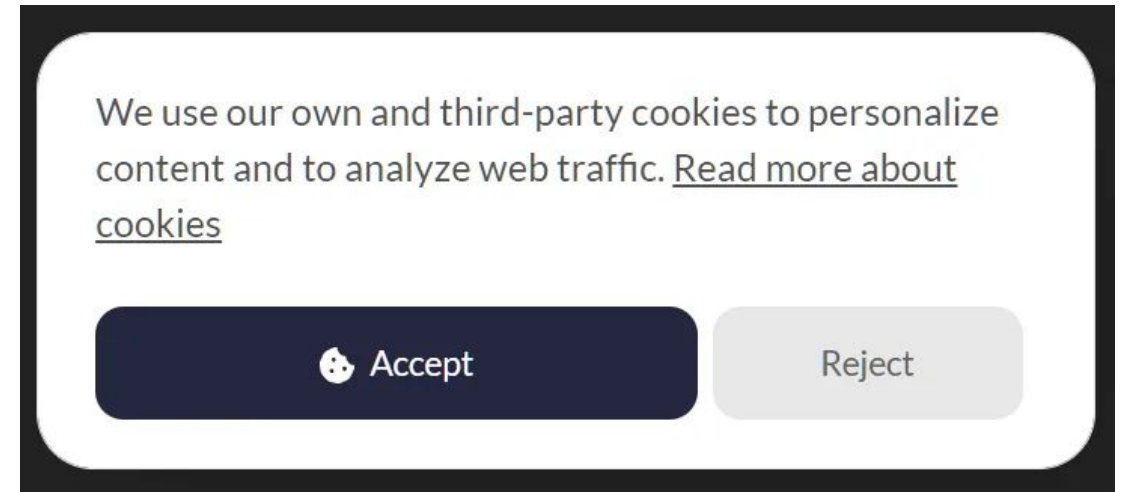 We use our own and third-party cookies to personalize
content and to analyze web traffic. Read more about
cookies
Accept
Reject